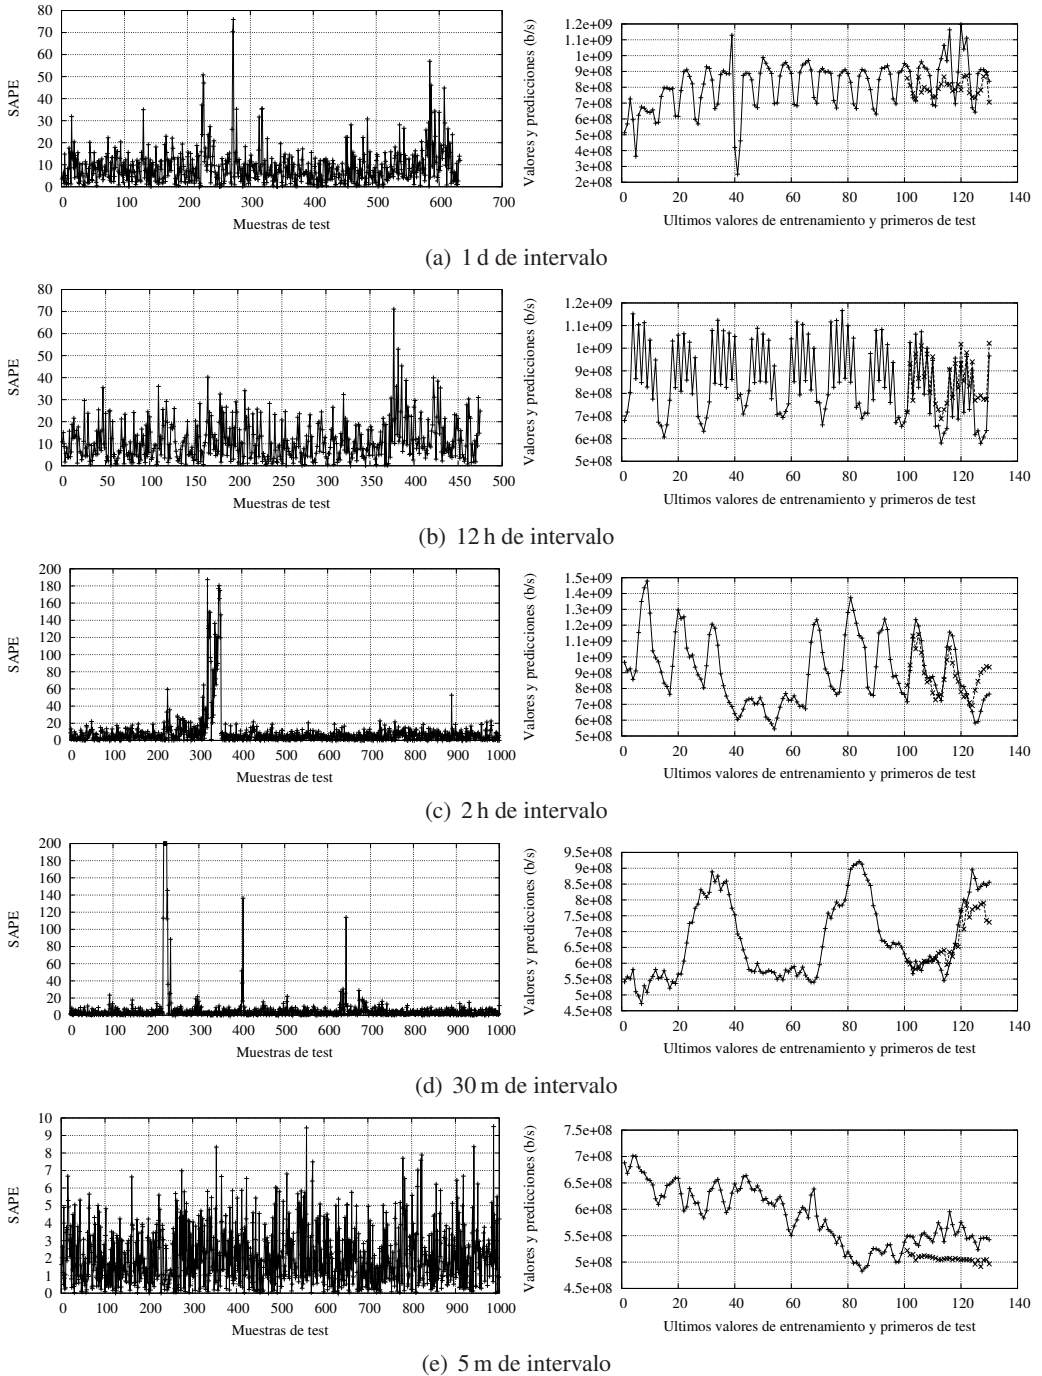 80
70
60
50
40
30
20
10
0
SAPE
0 100 200 300 400 500 600 700
Muestras de test
1.2e+09
1.1e+09
1e+09
9e+08
8e+08
7e+08
6e+08
5e+08
4e+08
3e+08
2e+08
Valores y predicciones (b/s)
0 20 40 60 80 100 120 140
Ultimos valores de entrenamiento y primeros de test
(a) 1 d de intervalo
80
70
60
50
40
30
20
10
0
SAPE
0 50 100 150 200 250 300 350 400 450 500
Muestras de test
1.2e+09
1.1e+09
1e+09
9e+08
8e+08
7e+08
6e+08
5e+08
Valores y predicciones (b/s)
0 20 40 60 80 100 120 140
Ultimos valores de entrenamiento y primeros de test
(b) 12 h de intervalo
200
180
160
140
120
100
80
60
40
20
0
SAPE
0 100 200 300 400 500 600 700 800 900 1000
Muestras de test
1.5e+09
1.4e+09
1.3e+09
1.2e+09
1.1e+09
1e+09
9e+08
8e+08
7e+08
6e+08
5e+08
Valores y predicciones (b/s)
0 20 40 60 80 100 120 140
Ultimos valores de entrenamiento y primeros de test
(c) 2 h de intervalo
200
180
160
140
120
100
80
60
40
20
0
SAPE
0 100 200 300 400 500 600 700 800 900 1000
Muestras de test
9.5e+08
9e+08
8.5e+08
8e+08
7.5e+08
7e+08
6.5e+08
6e+08
5.5e+08
5e+08
4.5e+08
Valores y predicciones (b/s)
0 20 40 60 80 100 120 140
Ultimos valores de entrenamiento y primeros de test
(d) 30 m de intervalo
10
9
8
7
6
5
4
3
2
1
0
SAPE
0 100 200 300 400 500 600 700 800 900 1000
Muestras de test
7.5e+08
7e+08
6.5e+08
6e+08
5.5e+08
5e+08
4.5e+08
Valores y predicciones (b/s)
0 20 40 60 80 100 120 140
Ultimos valores de entrenamiento y primeros de test
(e) 5 m de intervalo